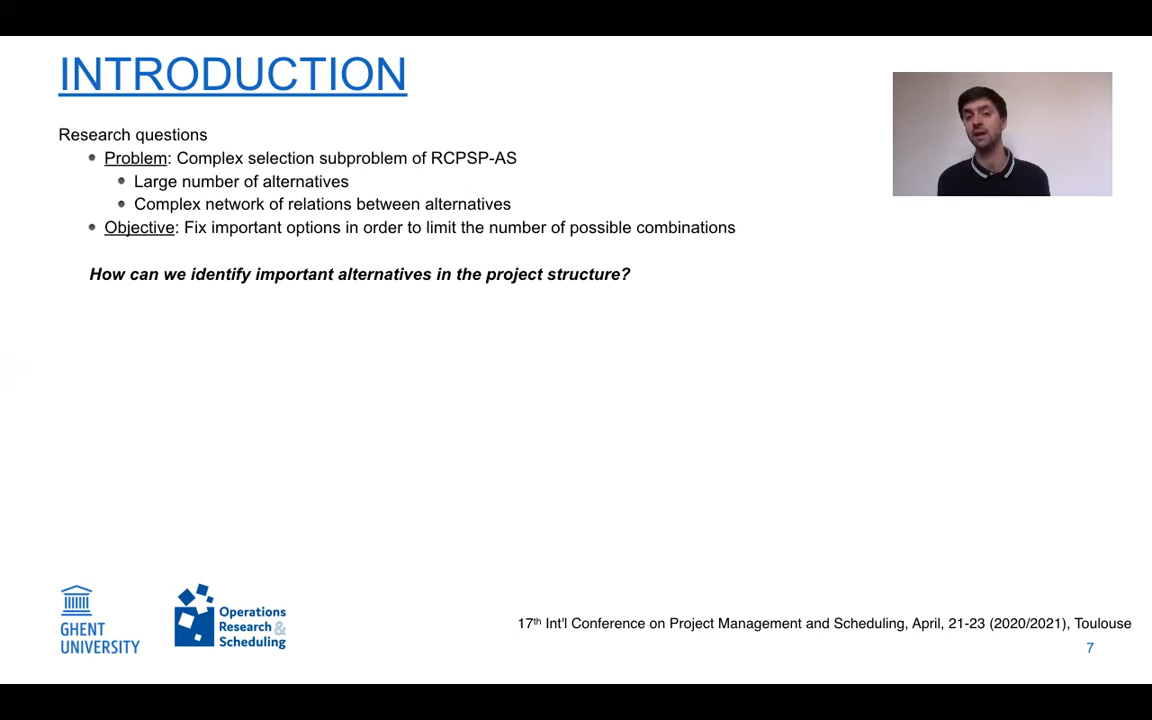 INTRODUCTION
Research questions
Problem: Complex selection subproblem of RCPSP-AS
Large number of alternatives
Complex network of relations between alternatives
Objective: Fix important options in order to limit the number of possible combinations
How can we identify important alternatives in the project structure?
GHENT
UNIVERSITY
Operations
Research &
Scheduling
17th Int'l Conference on Project Management and Scheduling, April, 21-23 (2020/2021), Toulouse
7